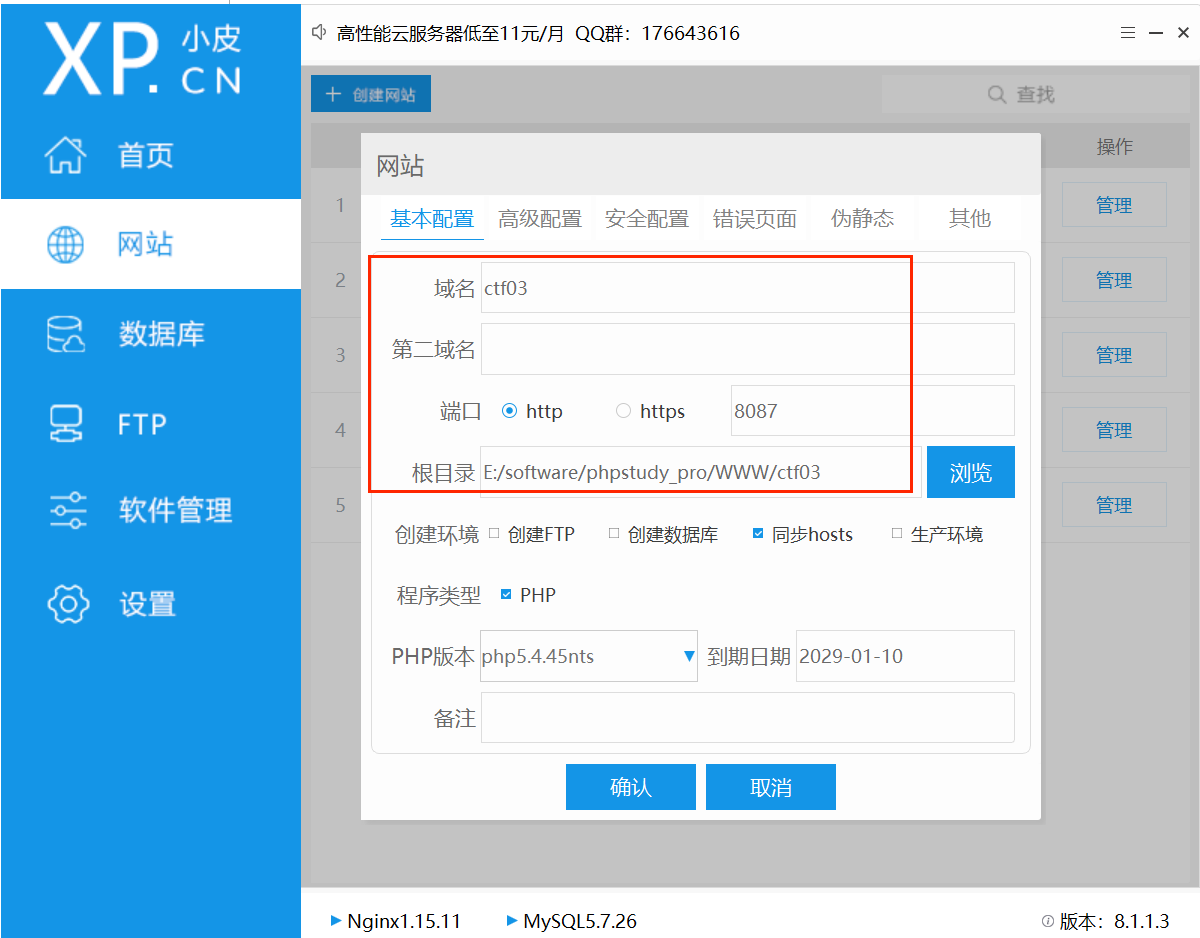 XP.CN 小皮
高性能云服务器低至11元/月 QQ群：176643616
首页
网站
数据库
FTP
软件管理
设置
创建网站
查找
操作
1 管理
2 管理
3 管理
4 管理
5 管理
网站
基本配置 高级配置 安全配置 错误页面 伪静态 其他
域名 ctf03
第二域名
端口 http https 8087
根目录 E:/software/phpstudy_pro/WWW/ctf03 浏览
创建环境 创建FTP 创建数据库 同步hosts 生产环境
程序类型 PHP
PHP版本 php5.4.45nts 到期日期 2029-01-10
备注
确认 取消
Nginx1.15.11 MySQL5.7.26 版本：8.1.1.3